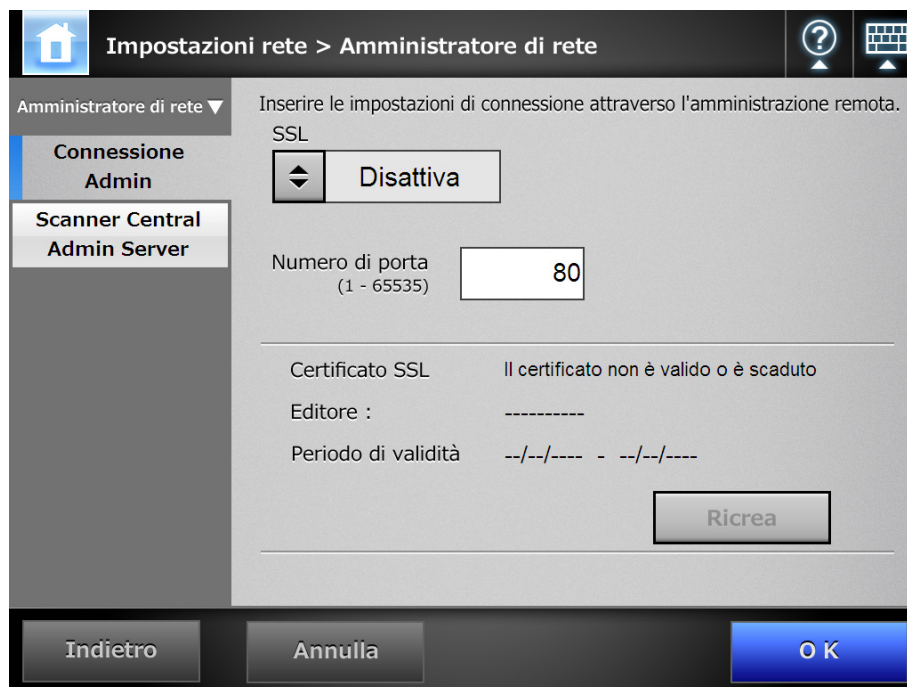 Impostazioni rete > Amministratore di rete
?
Amministratore di rete ▼
Connessione
Admin
Scanner Central
Admin Server
Inserire le impostazioni di connessione attraverso l'amministrazione remota.
SSL
Disattiva
Numero di porta
(1 - 65535)
80
Certificato SSL
Il certificato non è valido o è scaduto
Editore :
----------
Periodo di validità
--/--/---- - --/--/----
Ricrea
Indietro
Annulla
O K